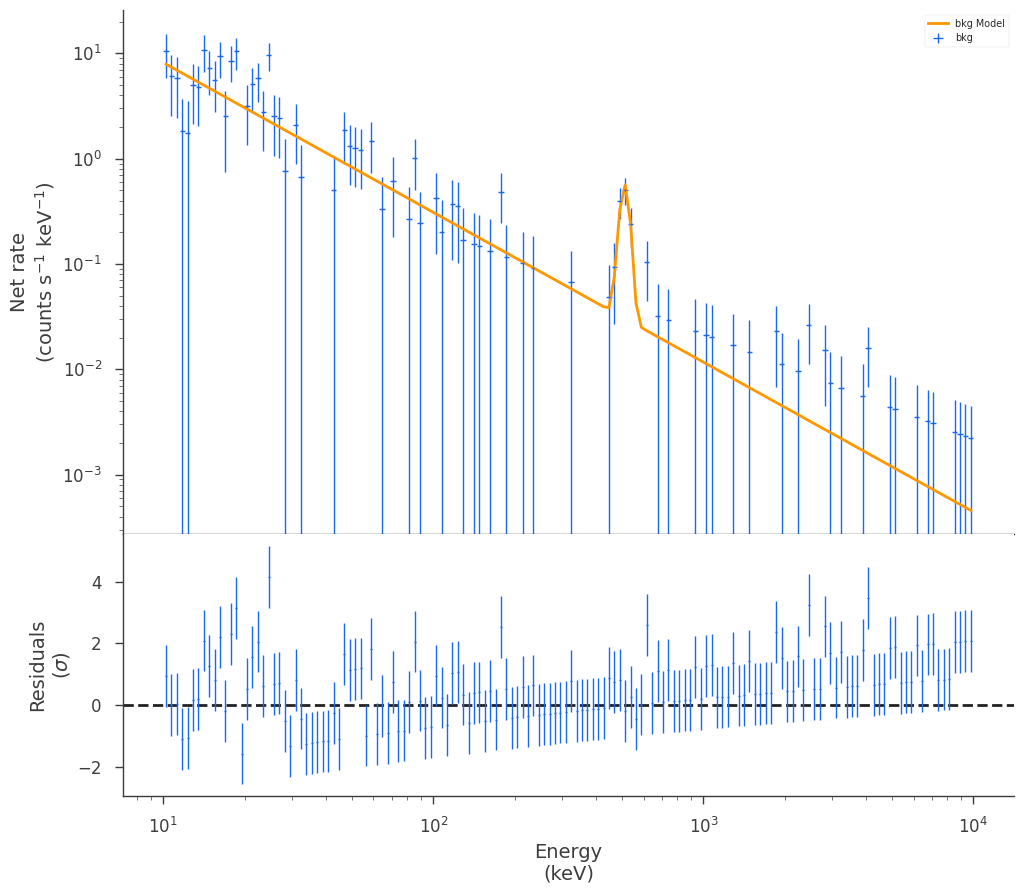 bkg Model
bkg
Net rate
(counts s⁻¹ keV⁻¹)
10¹
10⁰
10⁻¹
10⁻²
10⁻³
Residuals
(σ)
4
2
0
−2
10¹ 10² 10³ 10⁴
Energy
(keV)